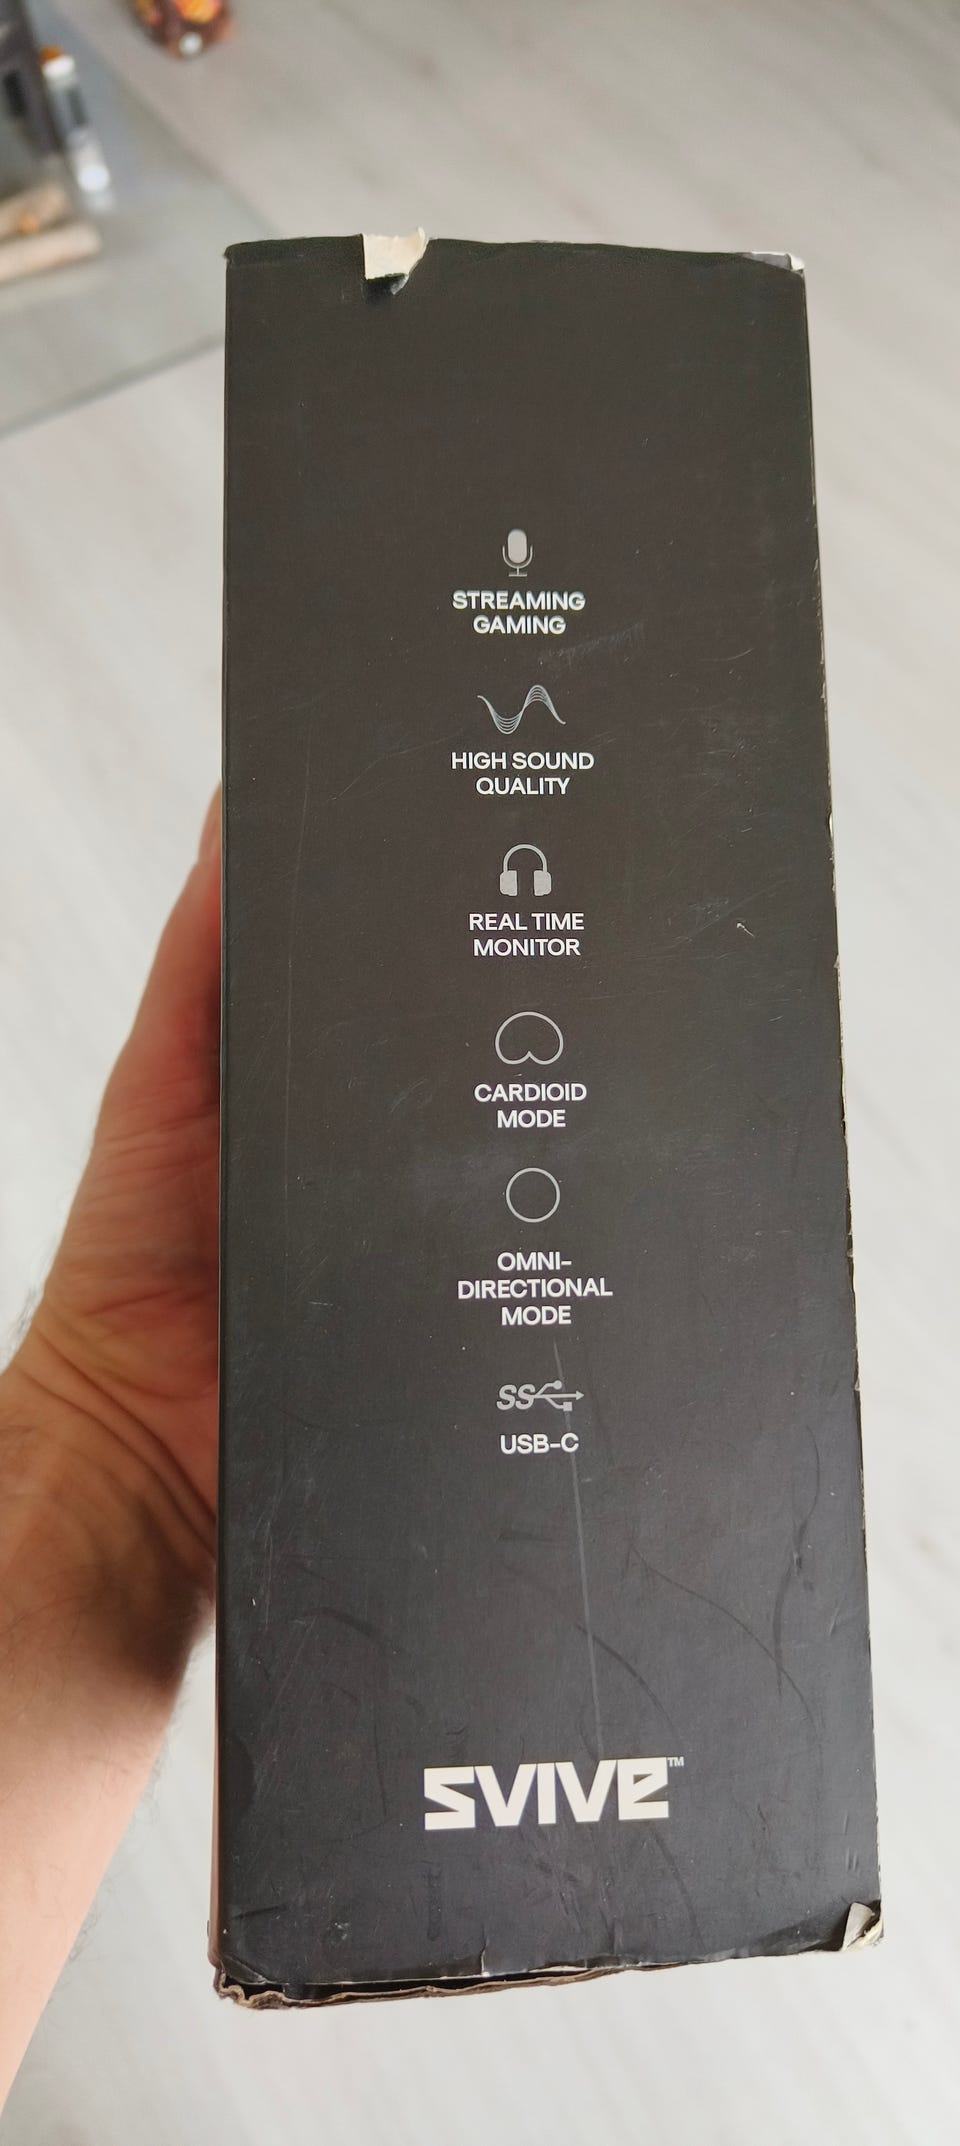 STREAMING
GAMING
HIGH SOUND
QUALITY
REAL TIME
MONITOR
CARDIOID
MODE
OMNI-
DIRECTIONAL
MODE
SS
USB-C
SVIVE™